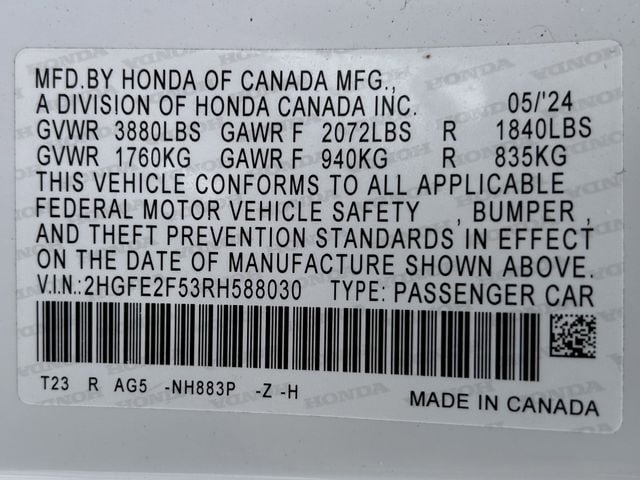 MFD.BY HONDA OF CANADA MFG.,
A DIVISION OF HONDA CANADA INC. 05/'24
GVWR 3880LBS GAWR F 2072LBS R 1840LBS
GVWR 1760KG GAWR F 940KG R 835KG
THIS VEHICLE CONFORMS TO ALL APPLICABLE
FEDERAL MOTOR VEHICLE SAFETY , BUMPER ,
AND THEFT PREVENTION STANDARDS IN EFFECT
ON THE DATE OF MANUFACTURE SHOWN ABOVE.
V.I.N.:2HGFE2F53RH588030 TYPE: PASSENGER CAR
T23 R AG5 -NH883P -Z -H
MADE IN CANADA